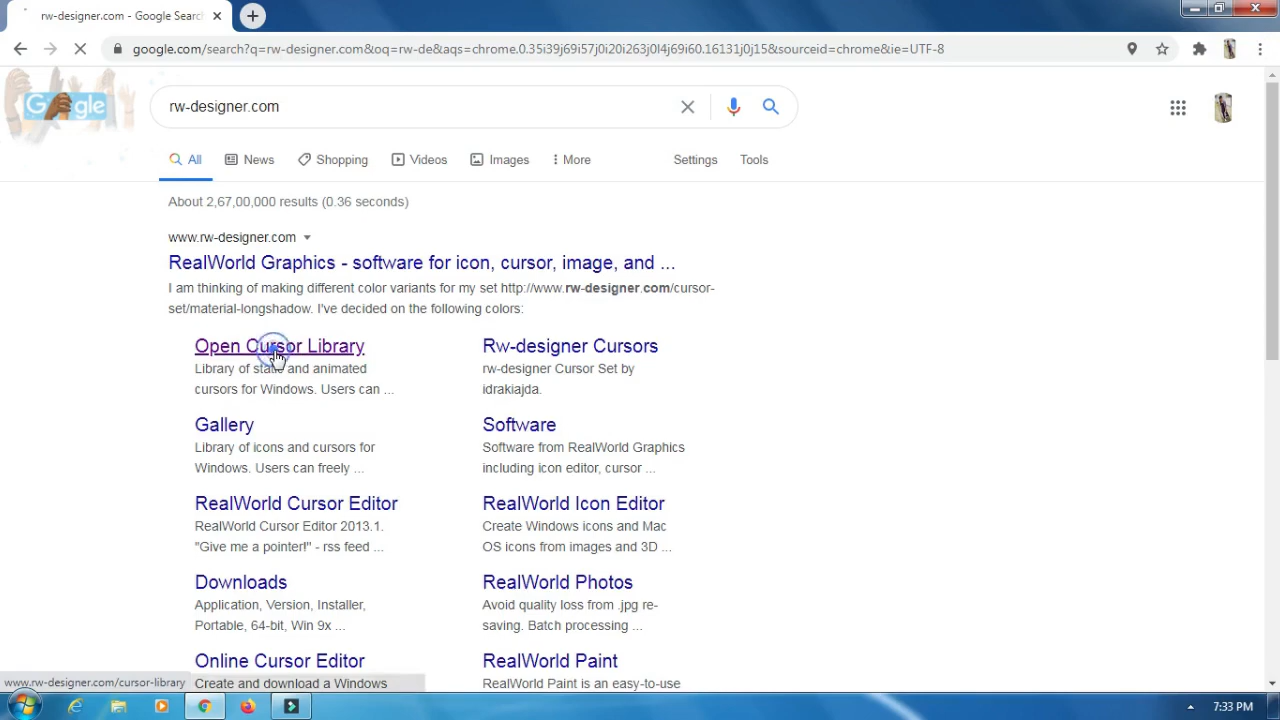 rw-designer.com - Google Searc
google.com/search?q=rw-designer.com&oq=rw-de&aqs=chrome.0.35i39j69i57j0i20i263j0l4j69i60.16131j0j15&sourceid=chrome&ie=UTF-8
Google
rw-designer.com
All News Shopping Videos Images More Settings Tools
About 2,67,00,000 results (0.36 seconds)
www.rw-designer.com
RealWorld Graphics - software for icon, cursor, image, and ...
I am thinking of making different color variants for my set http://www.rw-designer.com/cursor-
set/material-longshadow. I've decided on the following colors:
Open Cursor Library
Library of static and animated
cursors for Windows. Users can ...
Rw-designer Cursors
rw-designer Cursor Set by
idrakiajda.
Gallery
Library of icons and cursors for
Windows. Users freely ...
Software
Software from RealWorld Graphics
including icon editor, cursor ...
RealWorld Cursor Editor
RealWorld Cursor Editor 2013.1.
"Give me a pointer!" - rss feed ...
RealWorld Icon Editor
Create Windows icons and Mac
OS icons from images and 3D ...
Downloads
Application, Version, Installer,
Portable, 64-bit, Win 9x ...
RealWorld Photos
Avoid quality loss from .jpg re-
saving. Batch processing ...
Online Cursor Editor
Create and download a Windows
RealWorld Paint
RealWorld Paint is an easy-to-use
www.rw-designer.com/cursor-library
7:33 PM